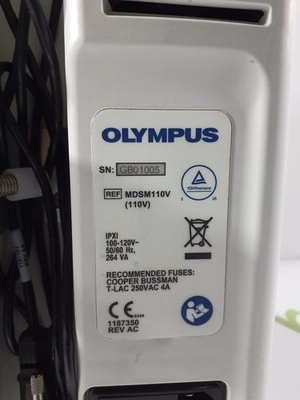 OLYMPUS
SN: GB01005
REF MDSM110V
(110V)
IPXI
100-120V~
50/60 Hz,
264 VA
RECOMMENDED FUSES:
COOPER BUSSMAN
T-LAC 250VAC 4A
CE
1187350
REV AC